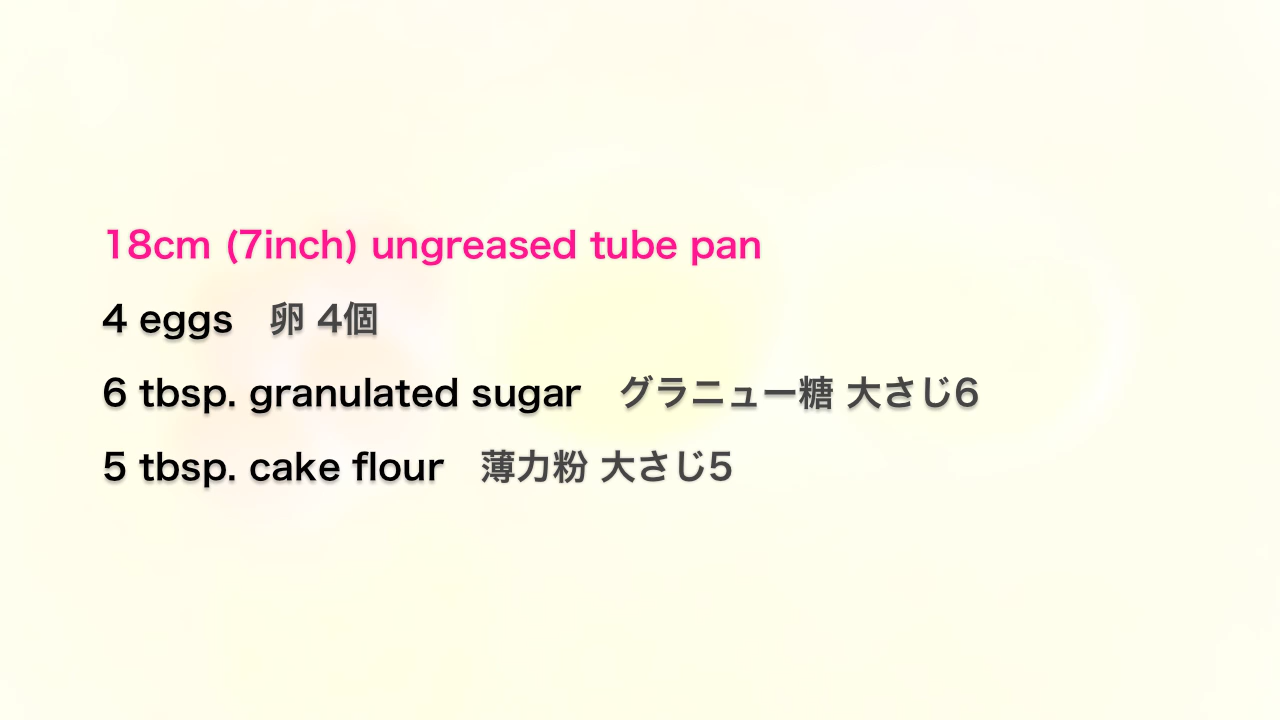 18cm (7inch) ungreased tube pan
4 eggs　卵 4個
6 tbsp. granulated sugar　グラニュー糖 大さじ6
5 tbsp. cake flour　薄力粉 大さじ5